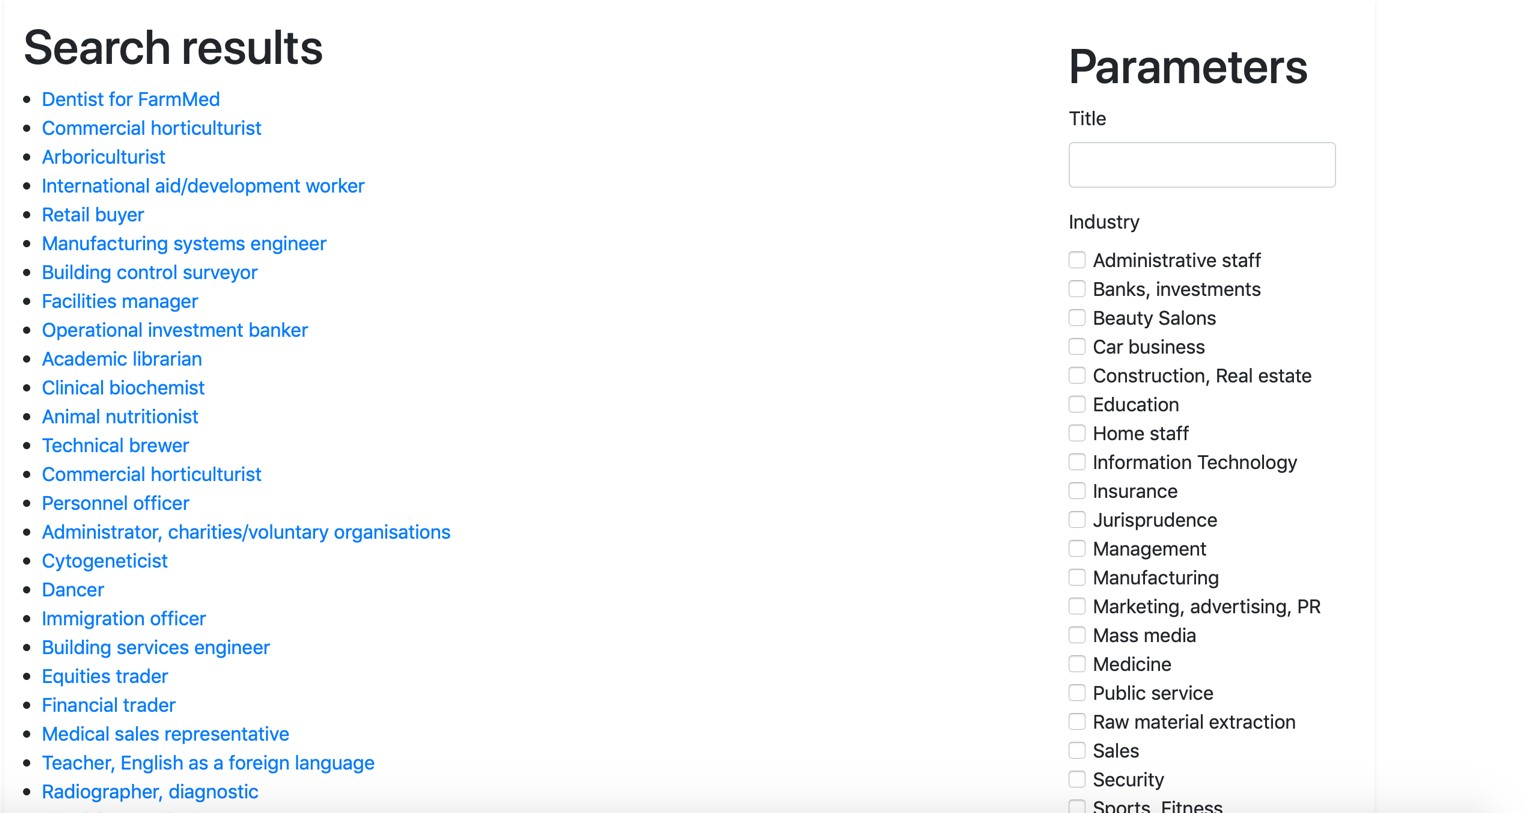 Search results
Dentist for FarmMed
Commercial horticulturist
Arboriculturist
International aid/development worker
Retail buyer
Manufacturing systems engineer
Building control surveyor
Facilities manager
Operational investment banker
Academic librarian
Clinical biochemist
Animal nutritionist
Technical brewer
Commercial horticulturist
Personnel officer
Administrator, charities/voluntary organisations
Cytogeneticist
Dancer
Immigration officer
Building services engineer
Equities trader
Financial trader
Medical sales representative
Teacher, English as a foreign language
Radiographer, diagnostic
Parameters
Title
Industry
Administrative staff
Banks, investments
Beauty Salons
Car business
Construction, Real estate
Education
Home staff
Information Technology
Insurance
Jurisprudence
Management
Manufacturing
Marketing, advertising, PR
Mass media
Medicine
Public service
Raw material extraction
Sales
Security
Sports, Fitness